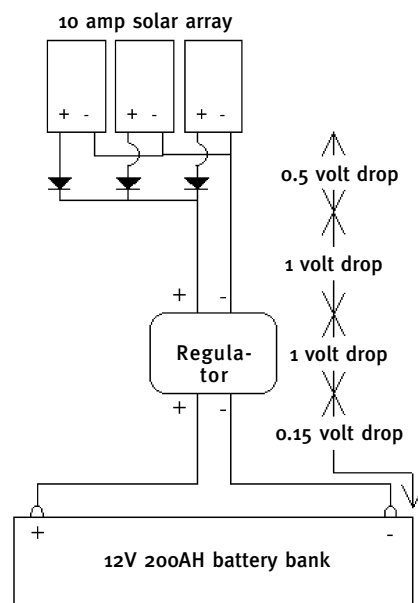 10 amp solar array
+ - + - + -
0.5 volt drop
1 volt drop
+ -
Regula-
tor
1 volt drop
+ -
0.15 volt drop
+ -
12V 200AH battery bank